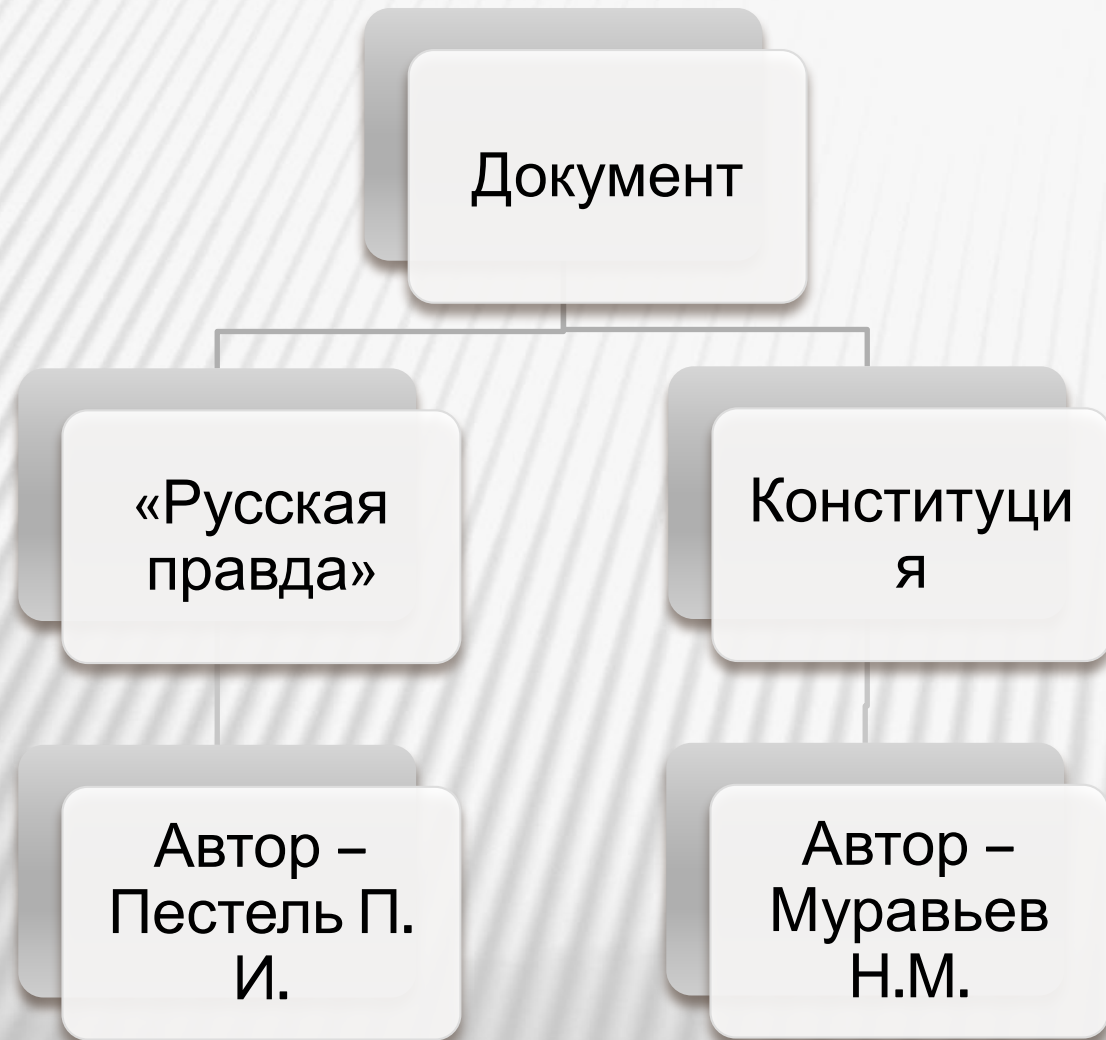 Документ
«Русская
правда»
Конституци
я
Автор –
Пестель П.
И.
Автор –
Муравьев
Н.М.